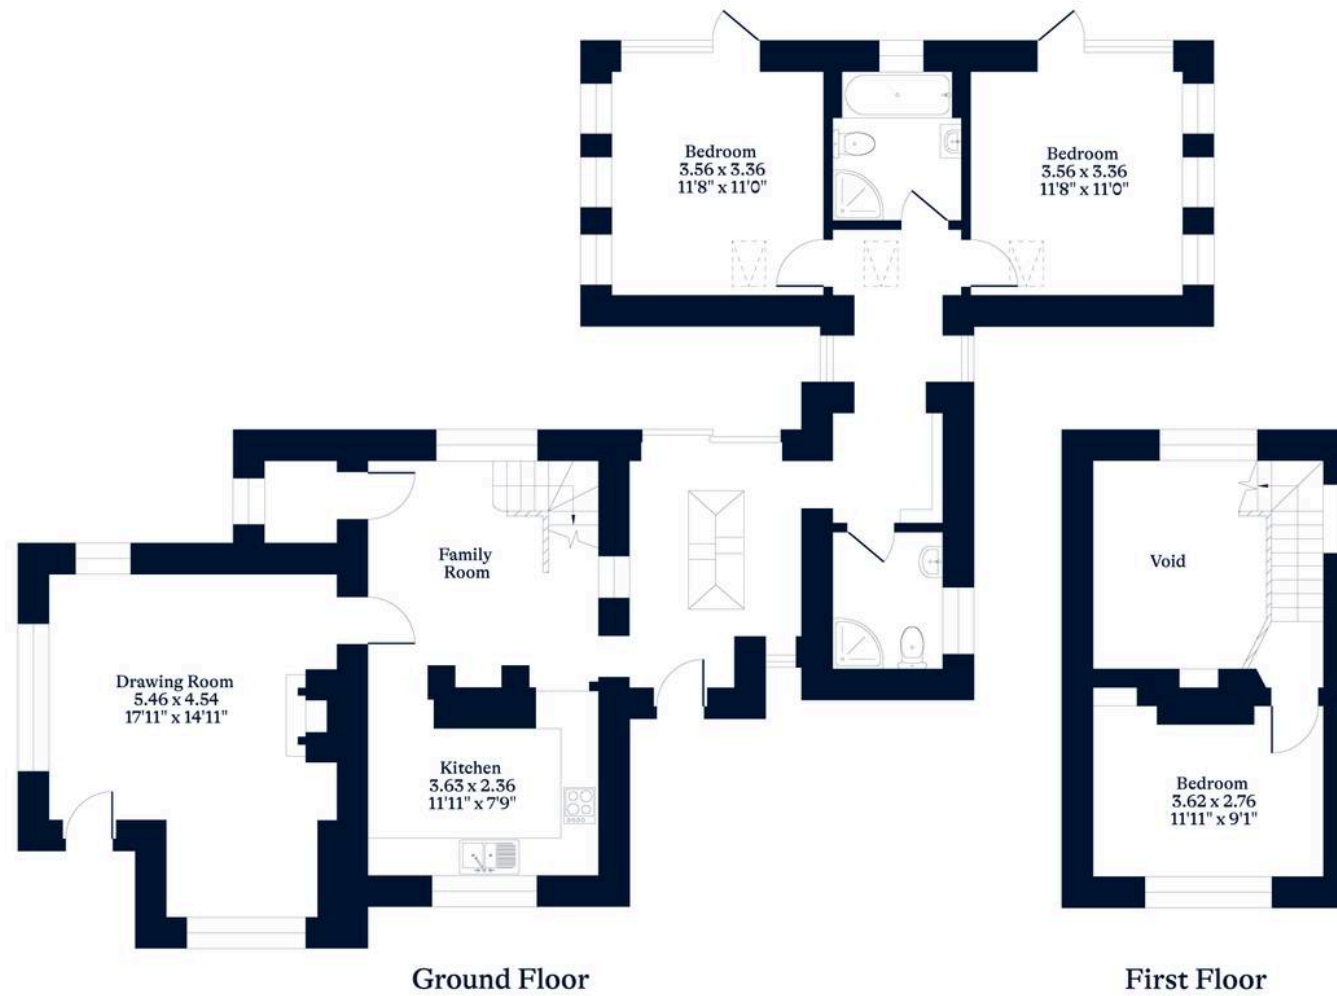 Bedroom
3.56 x 3.36
11'8" x 11'0"
Bedroom
3.56 x 3.36
11'8" x 11'0"
Family
Room
Void
Drawing Room
5.46 x 4.54
17'11" x 14'11"
Kitchen
3.63 x 2.36
11'11" x 7'9"
Bedroom
3.62 x 2.76
11'11" x 9'1"
Ground Floor
First Floor